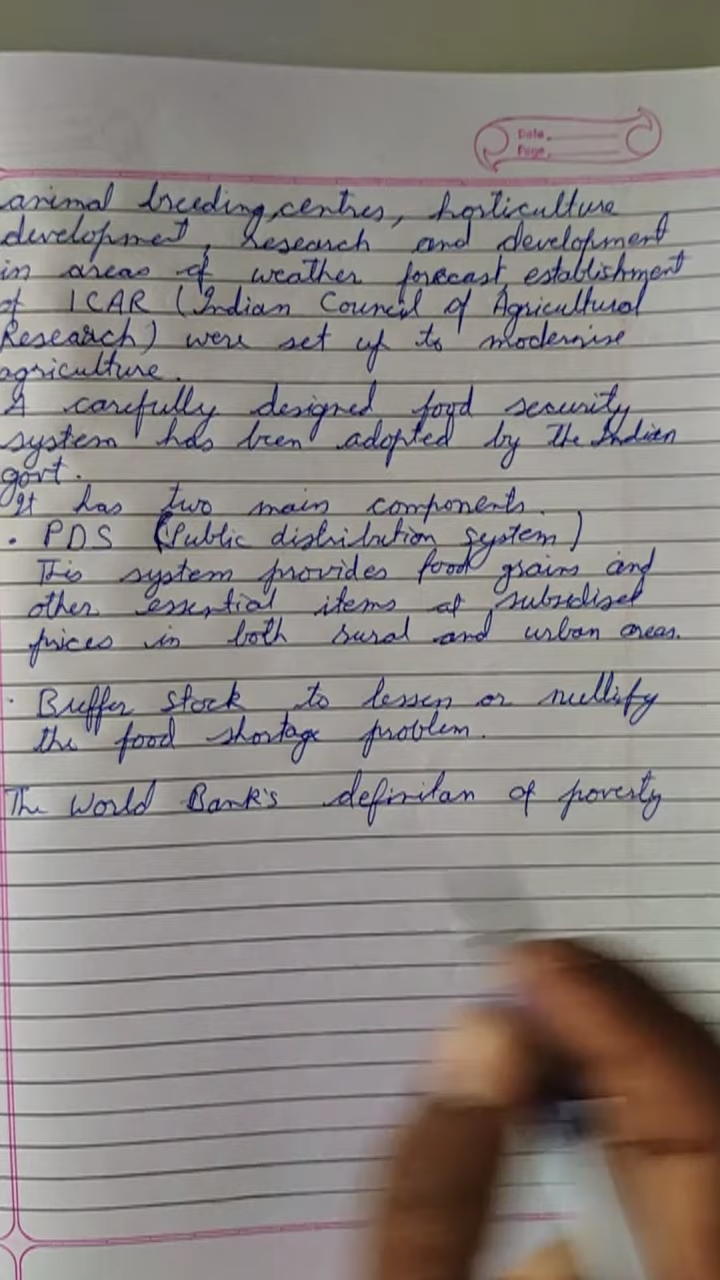 Date
Page
animal breeding centres, horticulture
development, research and development
in areas of weather forecast, establishment
of ICAR (Indian Council of Agricultural
Research) were set up to modernise
agriculture.
A carefully designed food security
system has been adopted by the Indian
govt.
It has two main components.
• PDS (Public distribution system)
This system provides food grains and
other essential items at subsidised
prices in both rural and urban areas.
• Buffer stock to lessen or nullify
the food shortage problem.
The World Bank's definitan of poverty